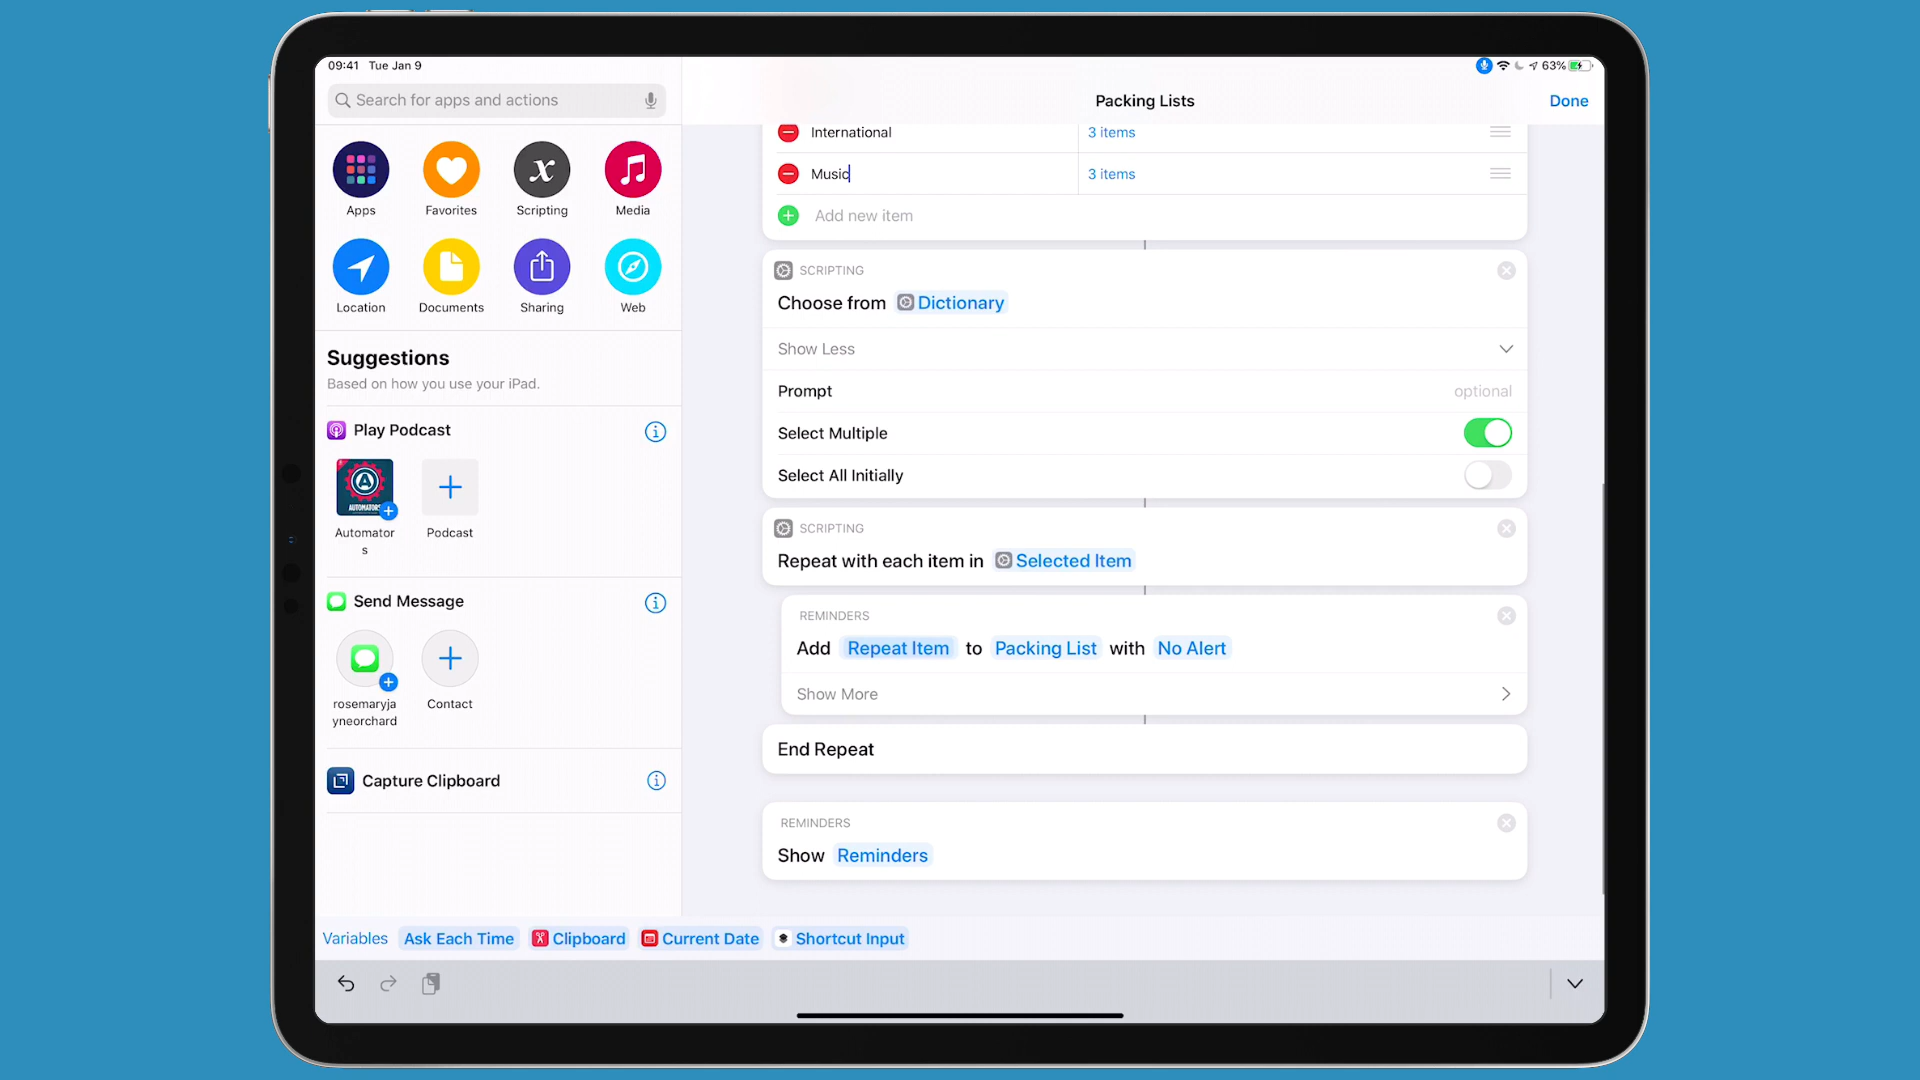 09:41 Tue Jan 9
63%
Search for apps and actions
Packing Lists
Done
Apps
Favorites
Scripting
Media
Location
Documents
Sharing
Web
Suggestions
Based on how you use your iPad.
Play Podcast
AUTOMATORS
Automator
s
Podcast
Send Message
rosemaryja
yneorchard
Contact
Capture Clipboard
International 3 items
Music 3 items
Add new item
SCRIPTING
Choose from Dictionary
Show Less
Prompt optional
Select Multiple
Select All Initially
SCRIPTING
Repeat with each item in Selected Item
REMINDERS
Add Repeat Item to Packing List with No Alert
Show More
End Repeat
REMINDERS
Show Reminders
Variables Ask Each Time Clipboard Current Date Shortcut Input